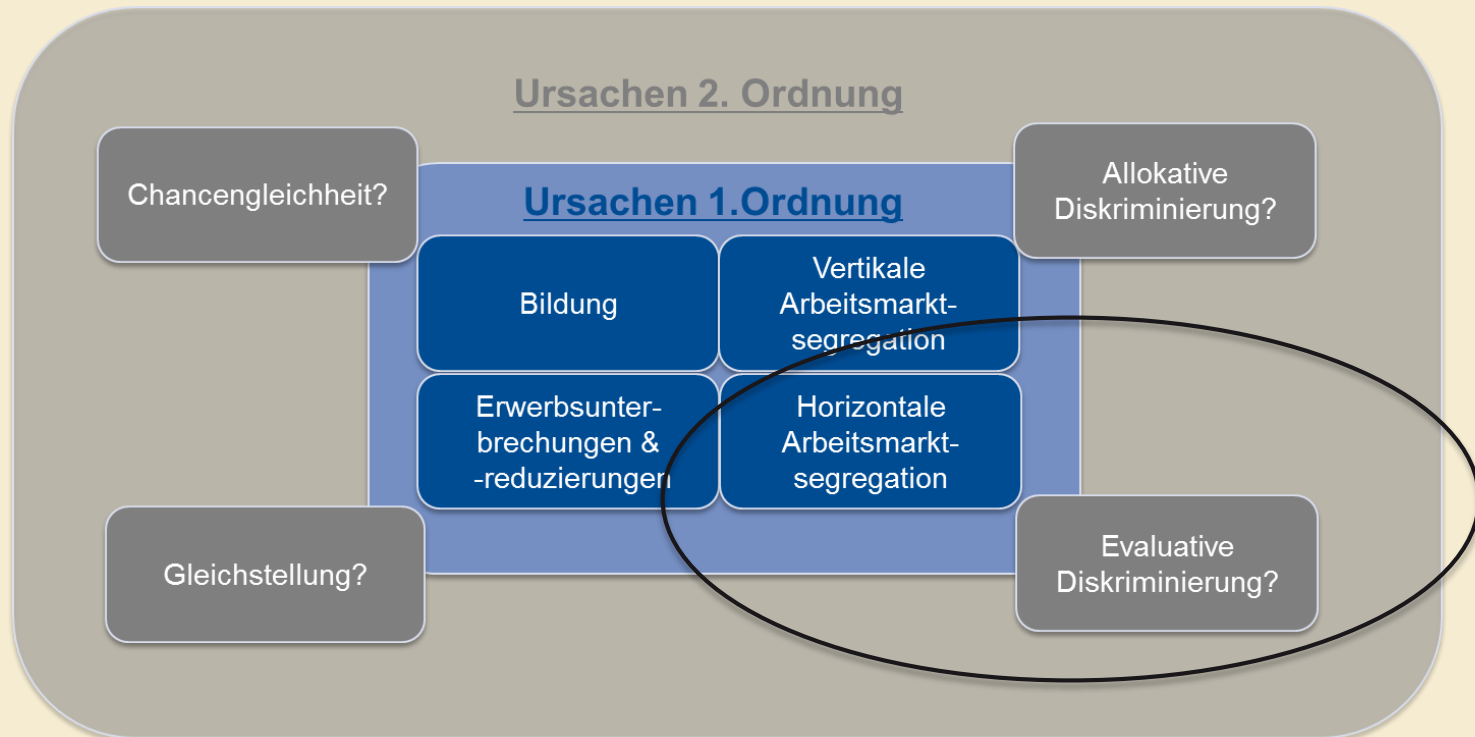 Ursachen 2. Ordnung
Chancengleichheit?
Allokative
Diskriminierung?
Ursachen 1.Ordnung
Bildung
Vertikale
Arbeitsmarkt-
segregation
Erwerbsunter-
brechungen &
-reduzierungen
Horizontale
Arbeitsmarkt-
segregation
Gleichstellung?
Evaluative
Diskriminierung?